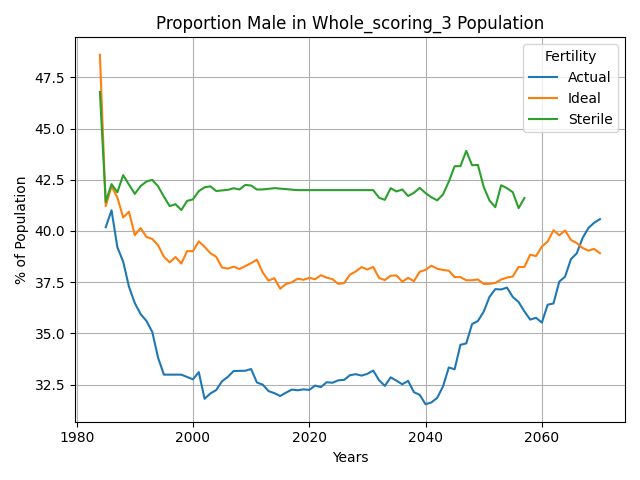 Proportion Male in Whole_scoring_3 Population
Fertility
Actual
Ideal
Sterile
47.5
45.0
42.5
40.0
37.5
35.0
32.5
% of Population
1980
2000
2020
2040
2060
Years